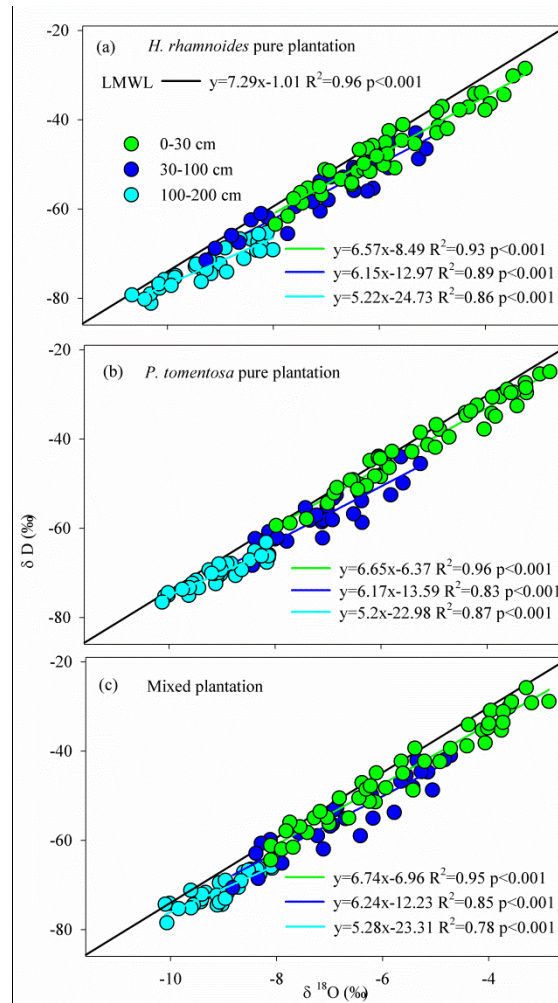 -20
(a) H. rhamnoides pure plantation
LMWL y=7.29x-1.01 R²=0.96 p<0.001
-40
0-30 cm
30-100 cm
100-200 cm
-60
y=6.57x-8.49 R²=0.93 p<0.001
y=6.15x-12.97 R²=0.89 p<0.001
y=5.22x-24.73 R²=0.86 p<0.001
-80
-20
(b) P. tomentosa pure plantation
-40
δ D (‰)
-60
y=6.65x-6.37 R²=0.96 p<0.001
y=6.17x-13.59 R²=0.83 p<0.001
y=5.2x-22.98 R²=0.87 p<0.001
-80
-20
(c) Mixed plantation
-40
-60
y=6.74x-6.96 R²=0.95 p<0.001
y=6.24x-12.23 R²=0.85 p<0.001
y=5.28x-23.31 R²=0.78 p<0.001
-80
-10 -8 -6 -4
δ ¹⁸O (‰)